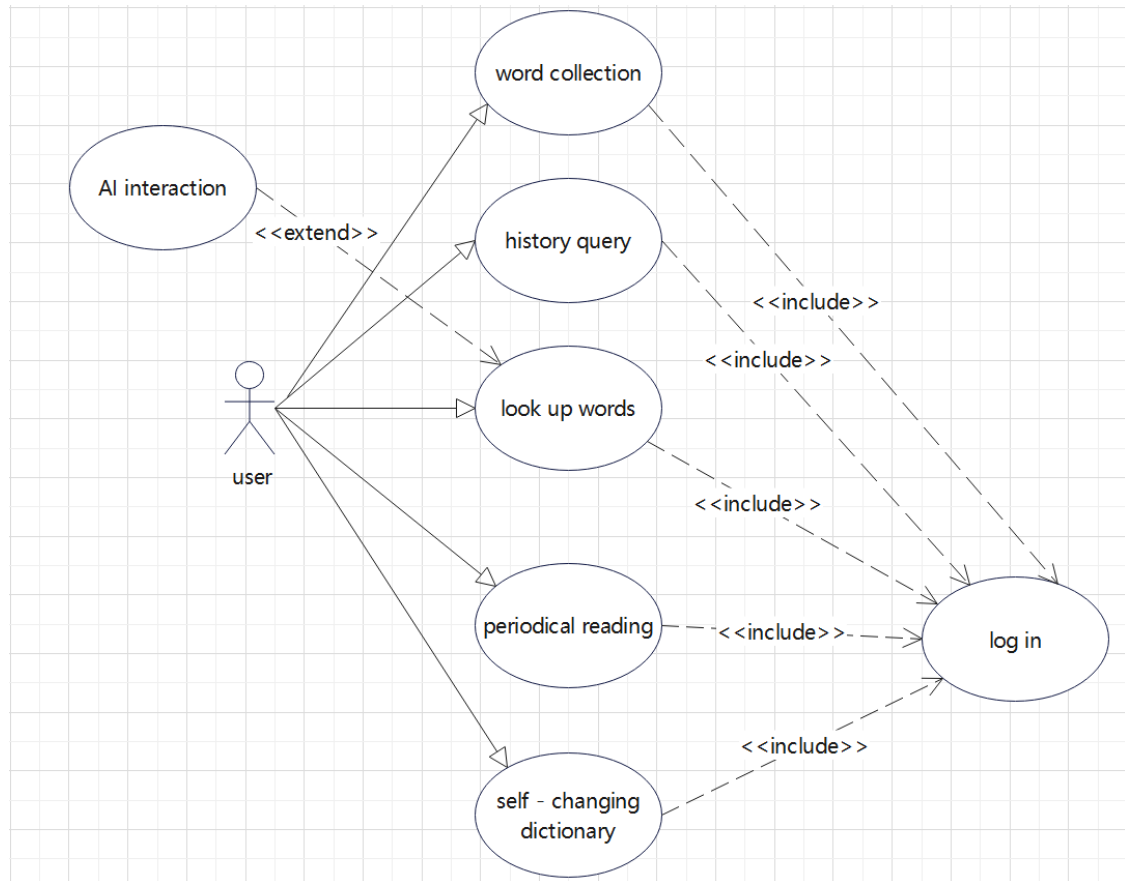 word collection
AI interaction
<<extend>>
history query
<<include>>
<<include>>
look up words
user
<<include>>
periodical reading
<<include>>
log in
<<include>>
self - changing
dictionary